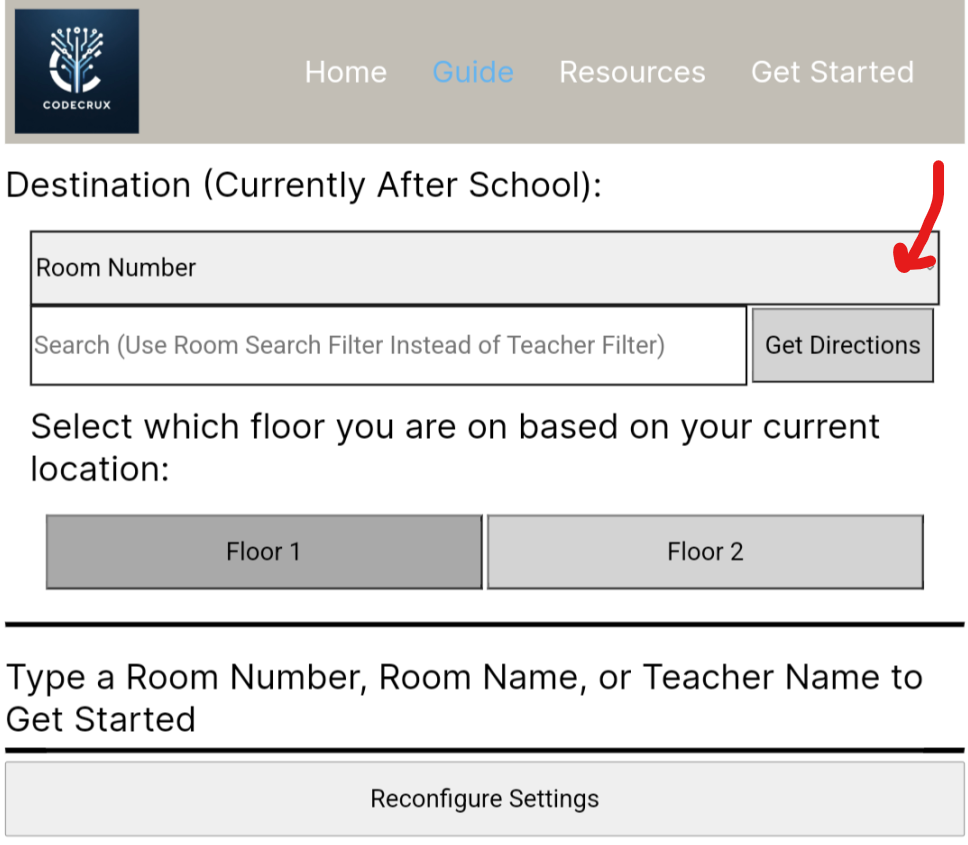 CODECRUX
Home Guide Resources Get Started
Destination (Currently After School):
Room Number
Search (Use Room Search Filter Instead of Teacher Filter) Get Directions
Select which floor you are on based on your current
location:
Floor 1 Floor 2
Type a Room Number, Room Name, or Teacher Name to
Get Started
Reconfigure Settings